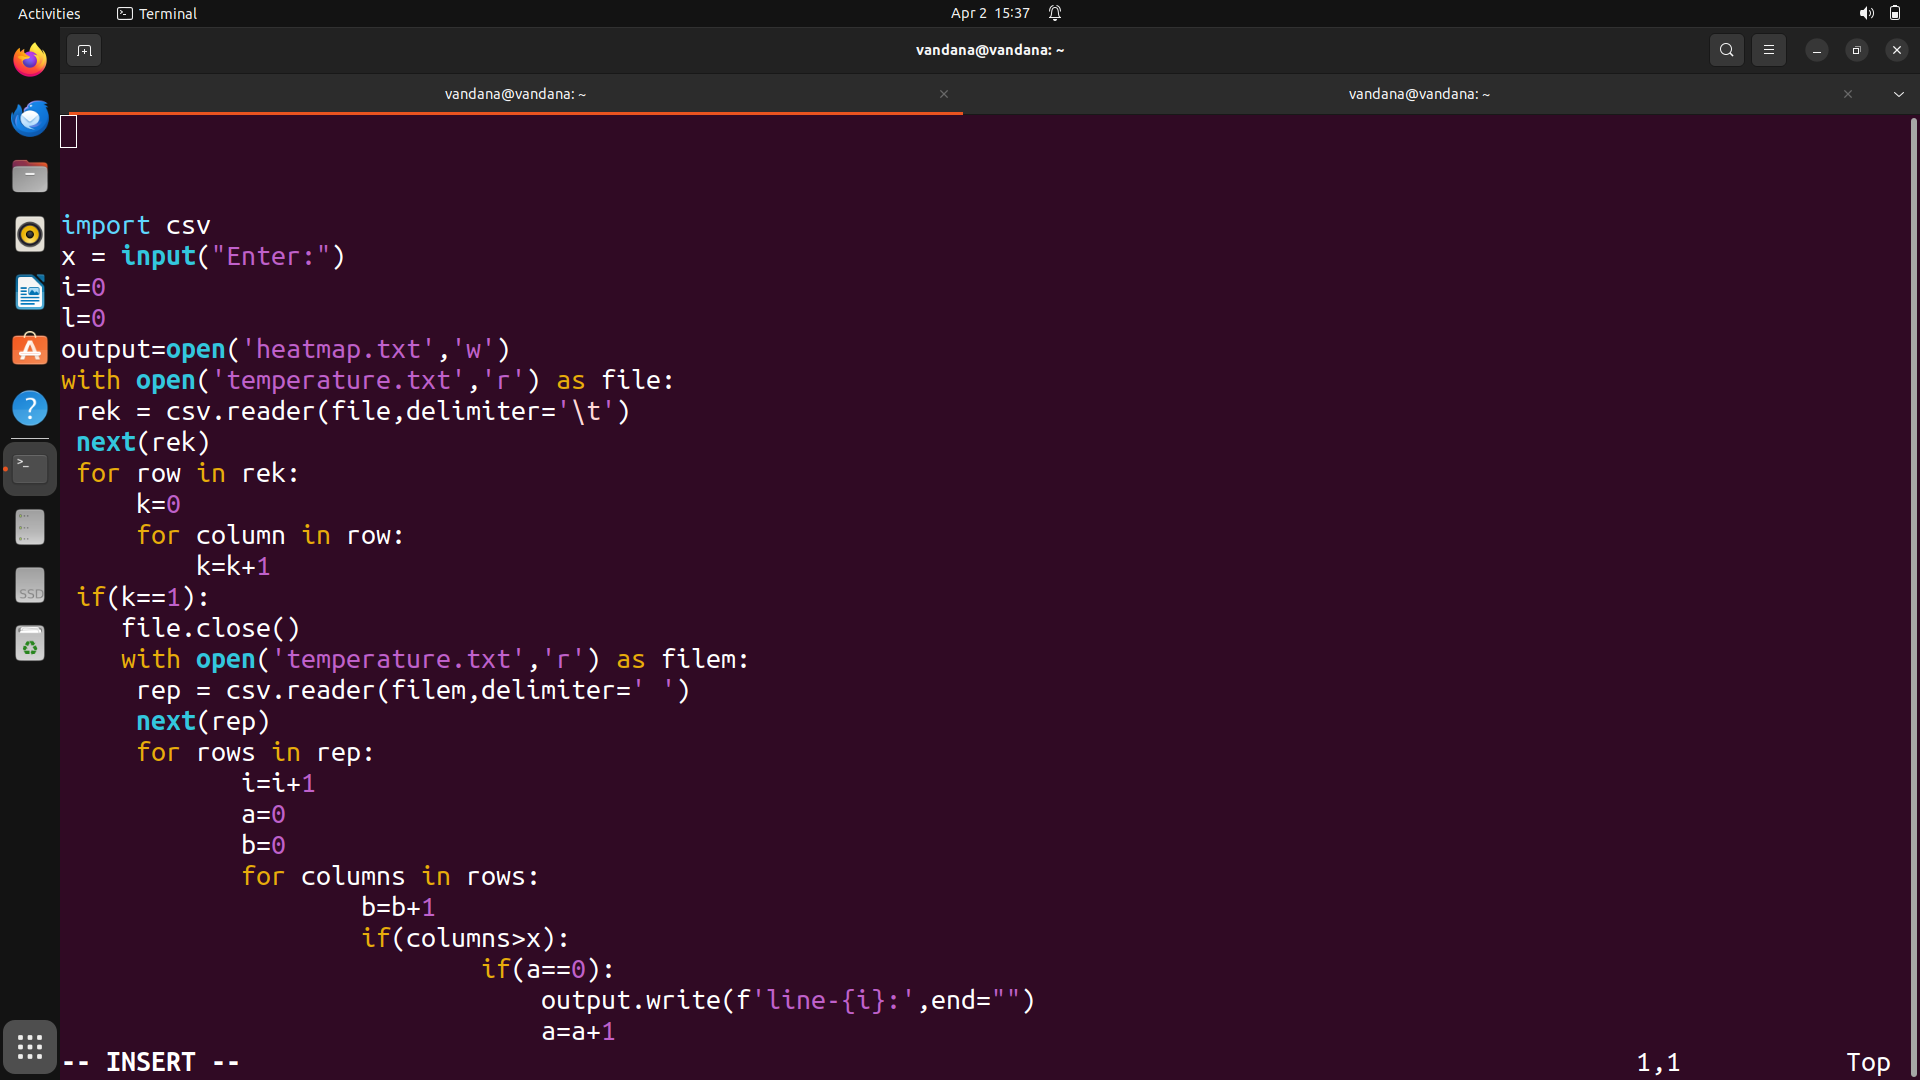 Activities
Terminal
Apr 2 15:37
vandana@vandana: ~
vandana@vandana: ~
vandana@vandana: ~
import csv
x = input("Enter:")
i=0
l=0
output=open('heatmap.txt','w')
with open('temperature.txt','r') as file:
 rek = csv.reader(file,delimiter='\t')
 next(rek)
 for row in rek:
     k=0
     for column in row:
         k=k+1
 if(k==1):
    file.close()
    with open('temperature.txt','r') as filem:
     rep = csv.reader(filem,delimiter=' ')
     next(rep)
     for rows in rep:
            i=i+1
            a=0
            b=0
            for columns in rows:
                    b=b+1
                    if(columns>x):
                            if(a==0):
                                output.write(f'line-{i}:',end="")
                                a=a+1
-- INSERT --
1,1
Top
SSD